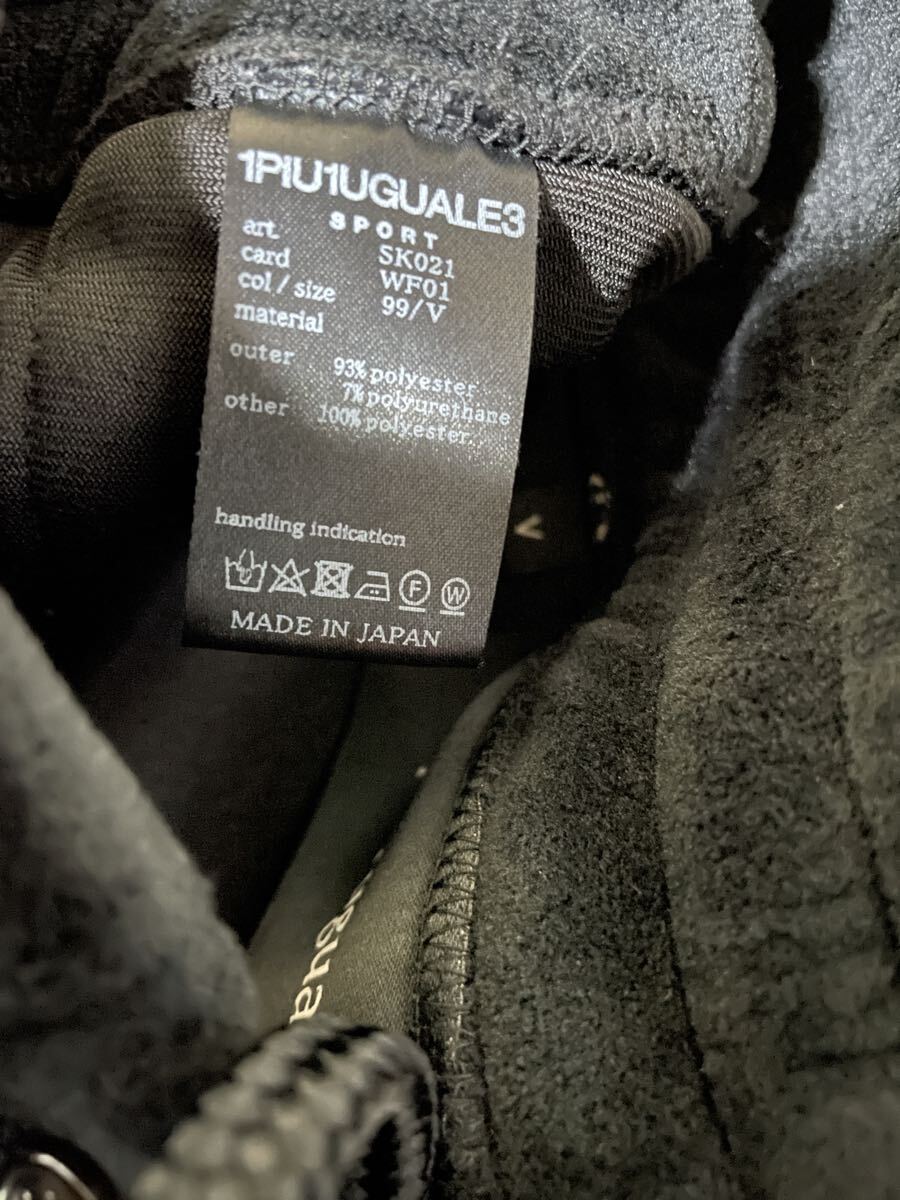 1PIU1UGUALE3
SPORT
art. SK021
card WF01
col / size 99/V
material
outer 93% polyester
7% polyurethane
other 100% polyester
handling indication
F W
MADE IN JAPAN
V